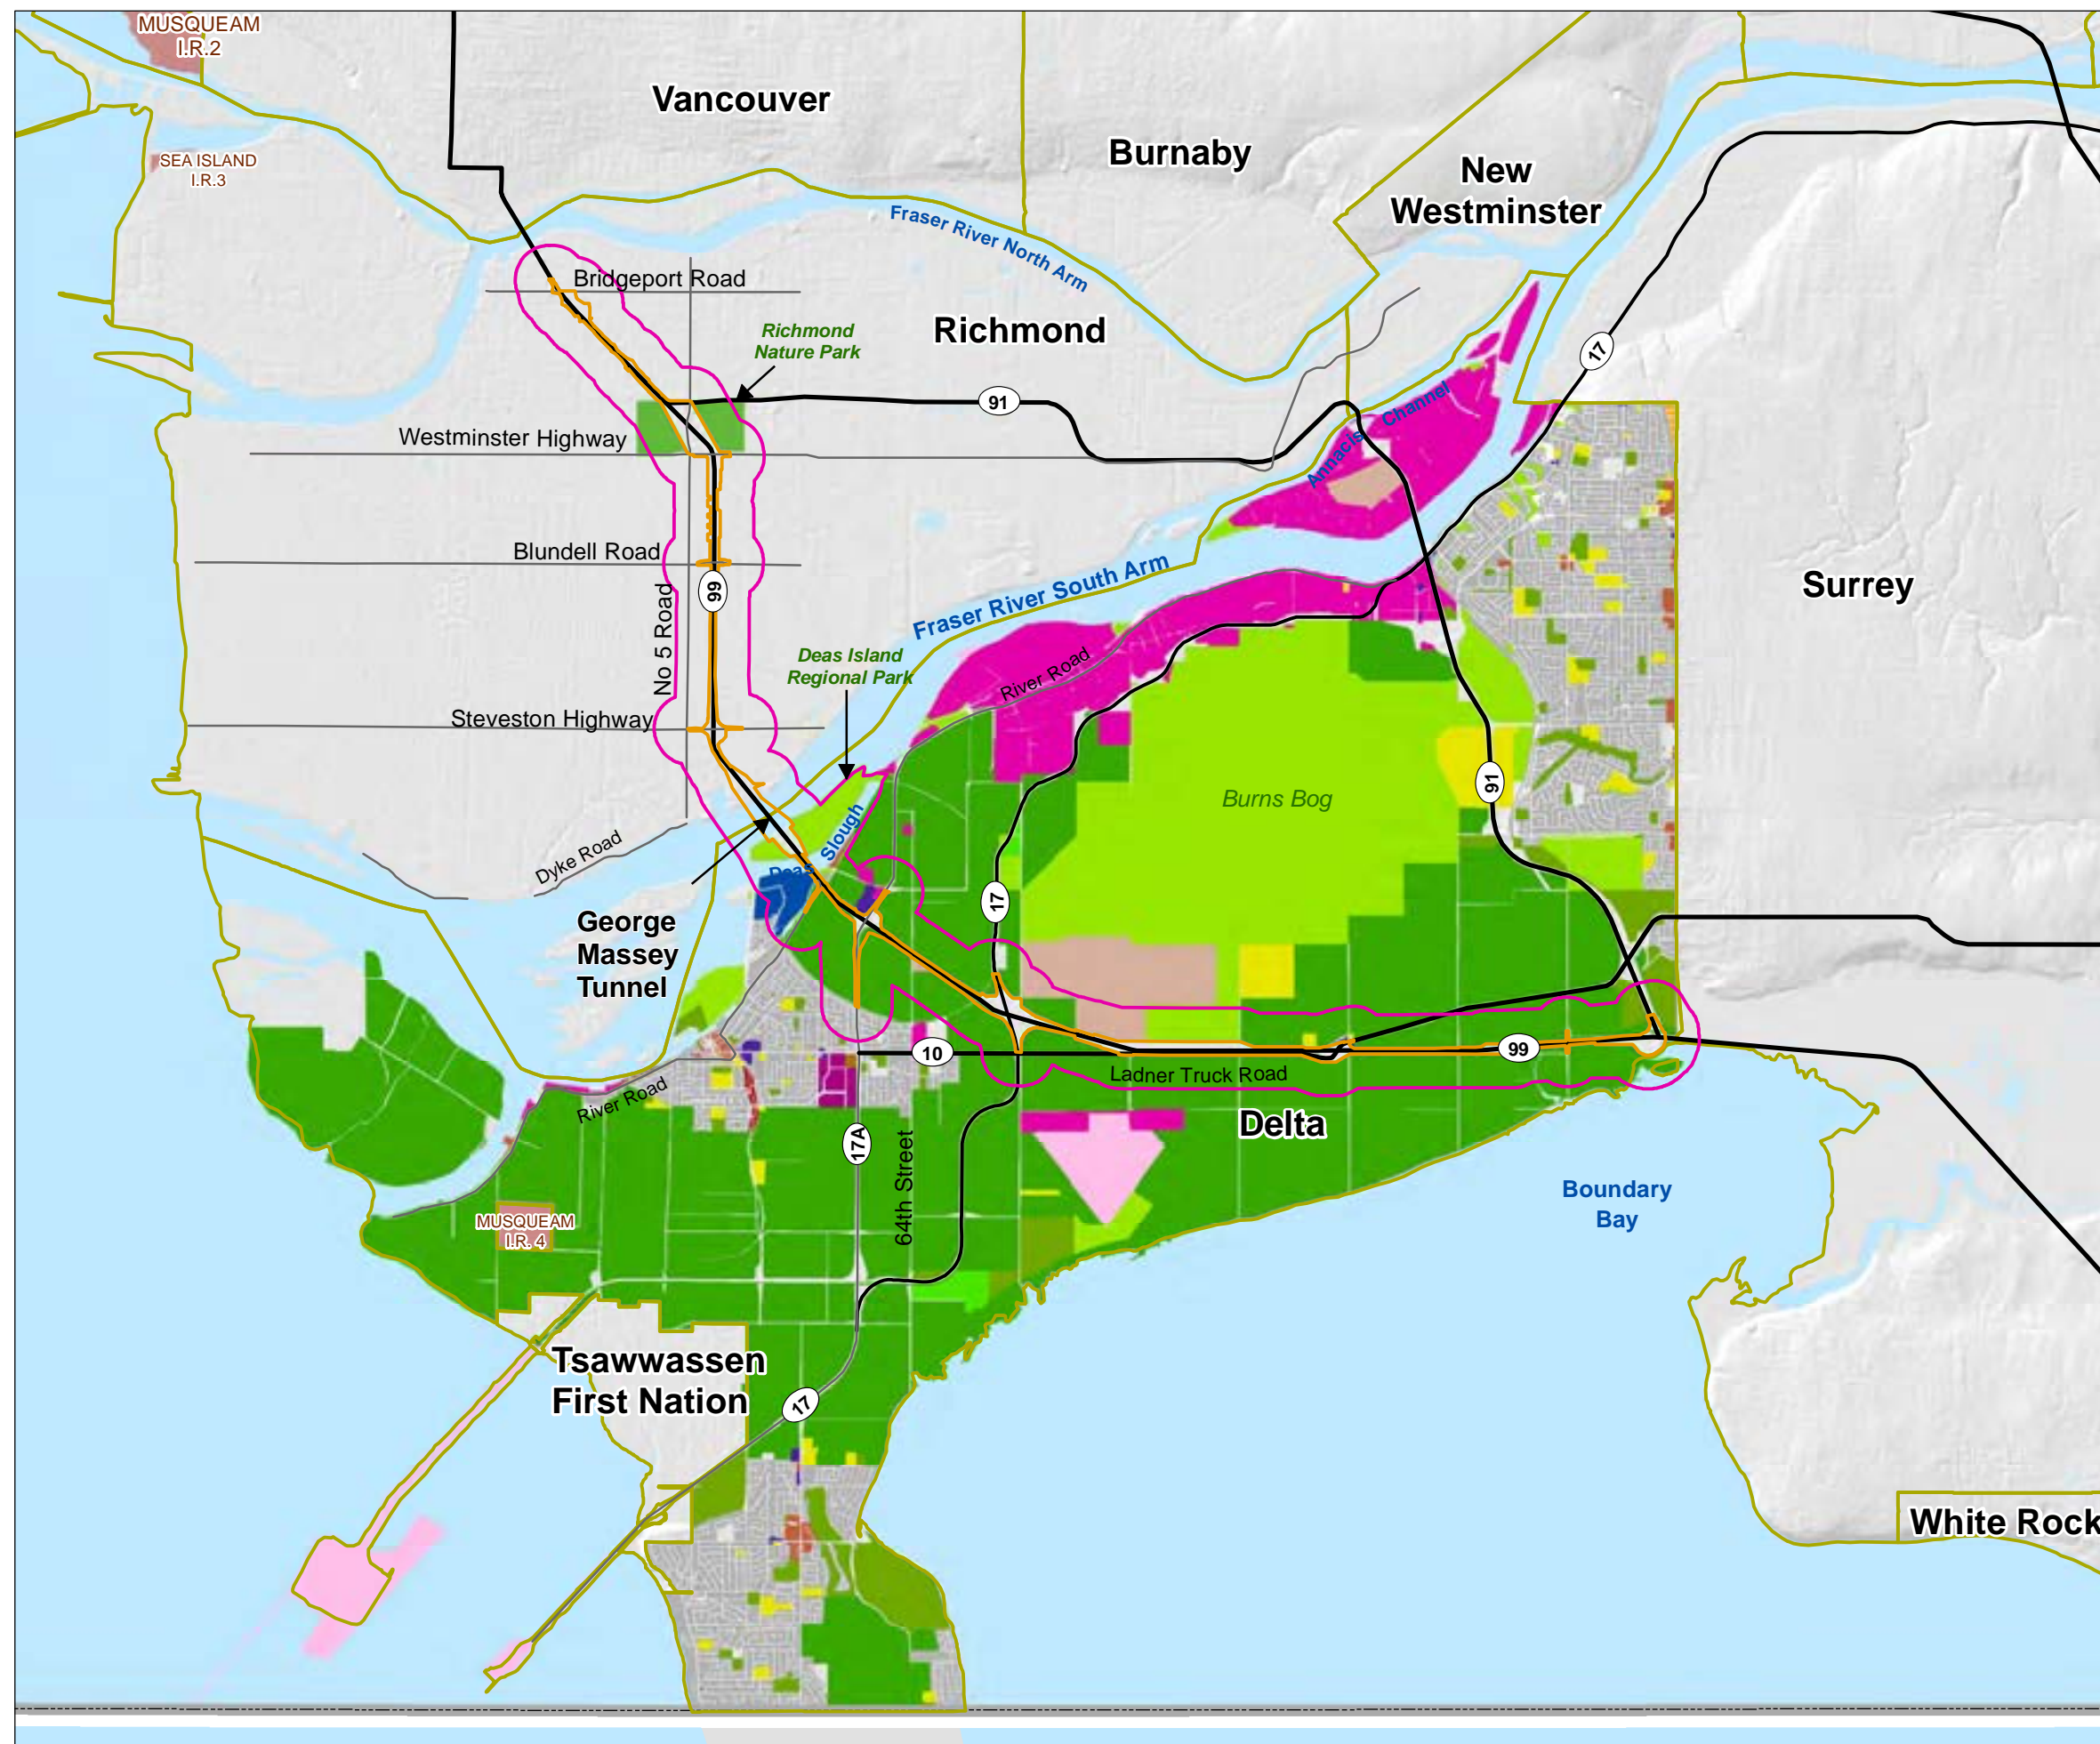 MUSQUEAM
I.R.2
Vancouver
Burnaby
New
Westminster
SEA ISLAND
I.R.3
Fraser River North Arm
Bridgeport Road
Richmond
Nature Park
Richmond
17
91
Annacis Channel
Westminster Highway
Blundell Road
99
No 5 Road
Fraser River South Arm
Surrey
Deas Island
Regional Park
River Road
Steveston Highway
Burns Bog
91
Deas Slough
Dyke Road
17
George
Massey
Tunnel
10
99
Ladner Truck Road
River Road
Delta
17A
64th Street
Boundary
Bay
MUSQUEAM
I.R. 4
Tsawwassen
First Nation
17
White Rock